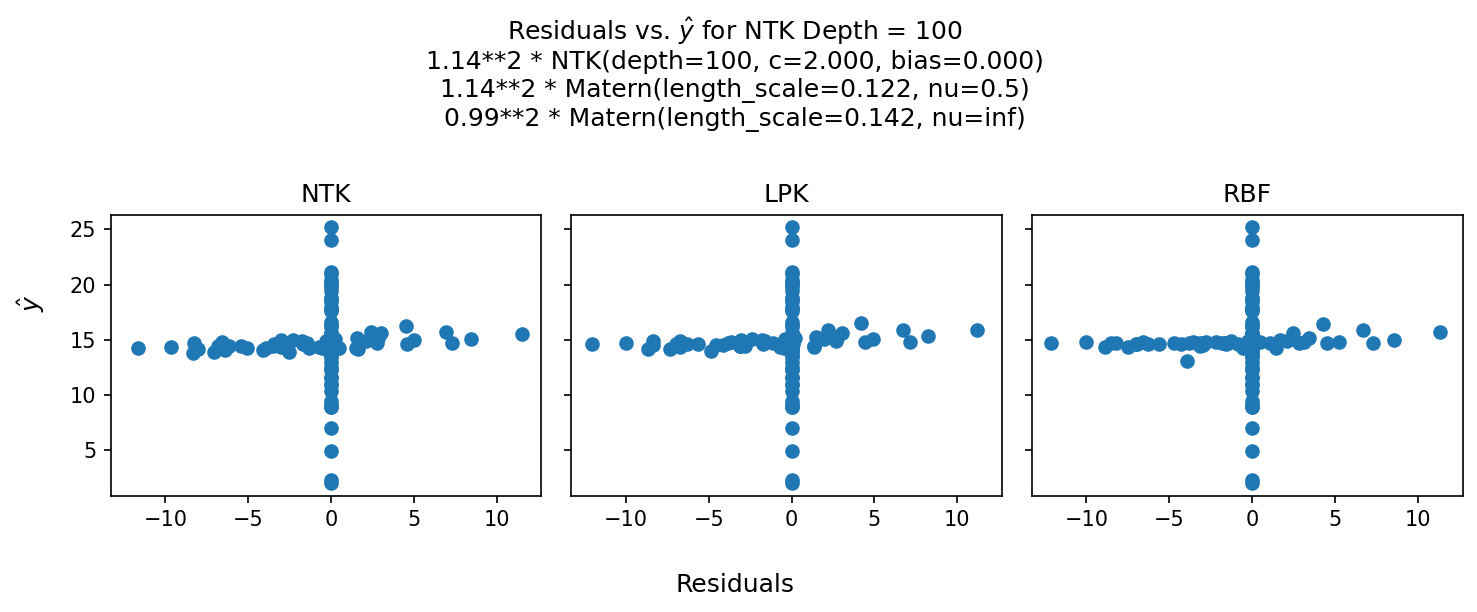 Residuals vs. ŷ for NTK Depth = 100
1.14**2 * NTK(depth=100, c=2.000, bias=0.000)
1.14**2 * Matern(length_scale=0.122, nu=0.5)
0.99**2 * Matern(length_scale=0.142, nu=inf)
NTK LPK RBF
25
20
15
10
5
ŷ
−10 −5 0 5 10 −10 −5 0 5 10 −10 −5 0 5 10
Residuals